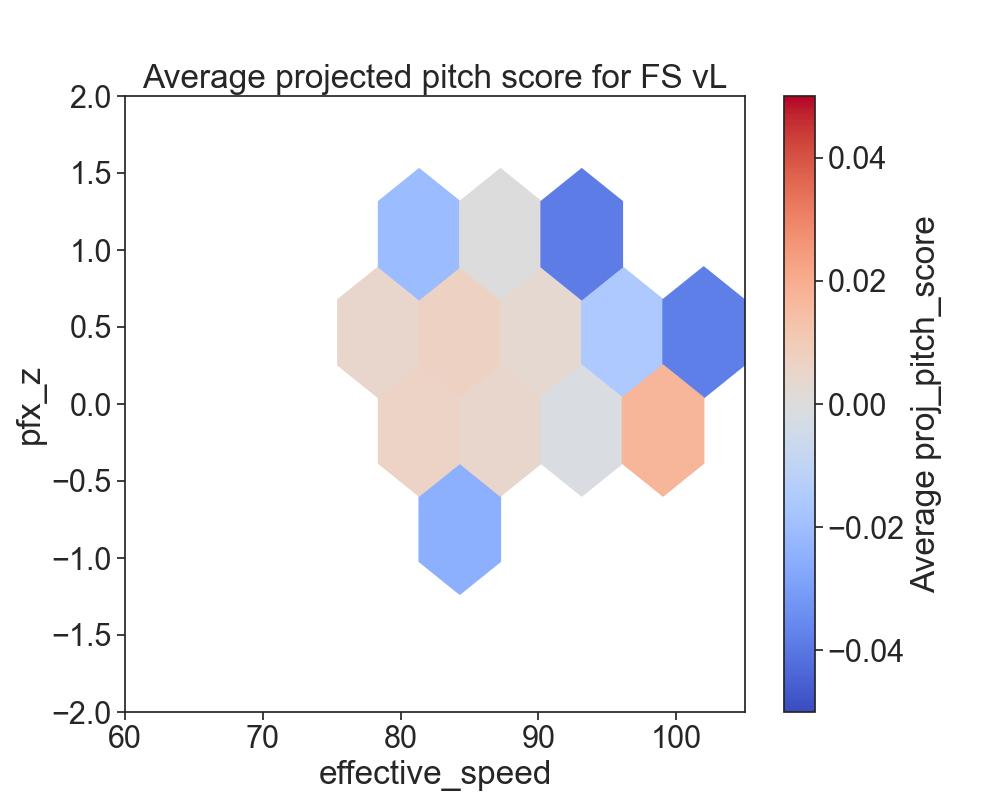 Average projected pitch score for FS vL
2.0
1.5
1.0
0.5
0.0
−0.5
−1.0
−1.5
−2.0
pfx_z
60 70 80 90 100
effective_speed
0.04
0.02
0.00
−0.02
−0.04
Average proj_pitch_score